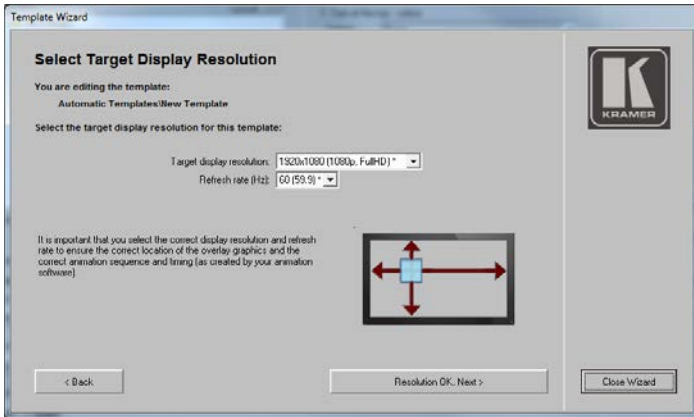 Template Wizard
Select Target Display Resolution
You are editing the template:
Automatic Templates\New Template
Select the target display resolution for this template:
Target display resolution: 1920x1080 (1080p, FullHD) *
Refresh rate (Hz): 60 (59.9) *
It is important that you select the correct display resolution and refresh
rate to ensure the correct location of the overlay graphics and the
correct animation sequence and timing (as created by your animation
software)
< Back
Resolution OK. Next >
Close Wizard
K
KRAMER